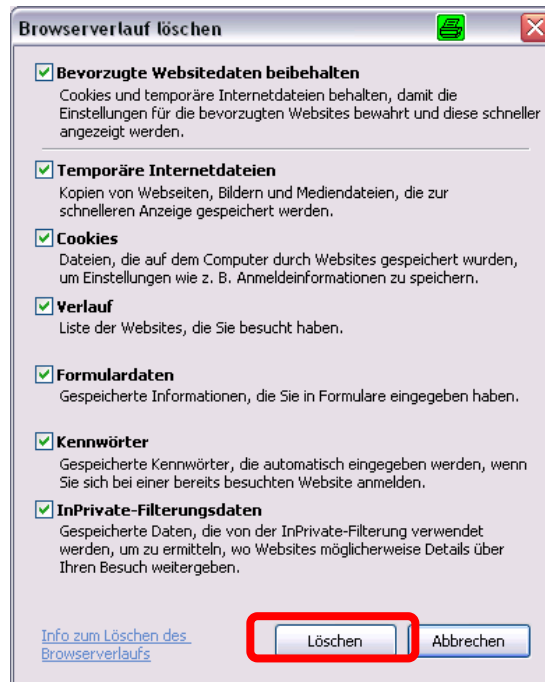 Browserverlauf löschen
Bevorzugte Websitedaten beibehalten
Cookies und temporäre Internetdateien behalten, damit die
Einstellungen für die bevorzugten Websites bewahrt und diese schneller
angezeigt werden.
Temporäre Internetdateien
Kopien von Webseiten, Bildern und Mediendateien, die zur
schnelleren Anzeige gespeichert werden.
Cookies
Dateien, die auf dem Computer durch Websites gespeichert wurden,
um Einstellungen wie z. B. Anmeldeinformationen zu speichern.
Verlauf
Liste der Websites, die Sie besucht haben.
Formulardaten
Gespeicherte Informationen, die Sie in Formulare eingegeben haben.
Kennwörter
Gespeicherte Kennwörter, die automatisch eingegeben werden, wenn
Sie sich bei einer bereits besuchten Website anmelden.
InPrivate-Filterungsdaten
Gespeicherte Daten, die von der InPrivate-Filterung verwendet
werden, um zu ermitteln, wo Websites möglicherweise Details über
Ihren Besuch weitergeben.
Info zum Löschen des
Browserverlaufs
Löschen
Abbrechen